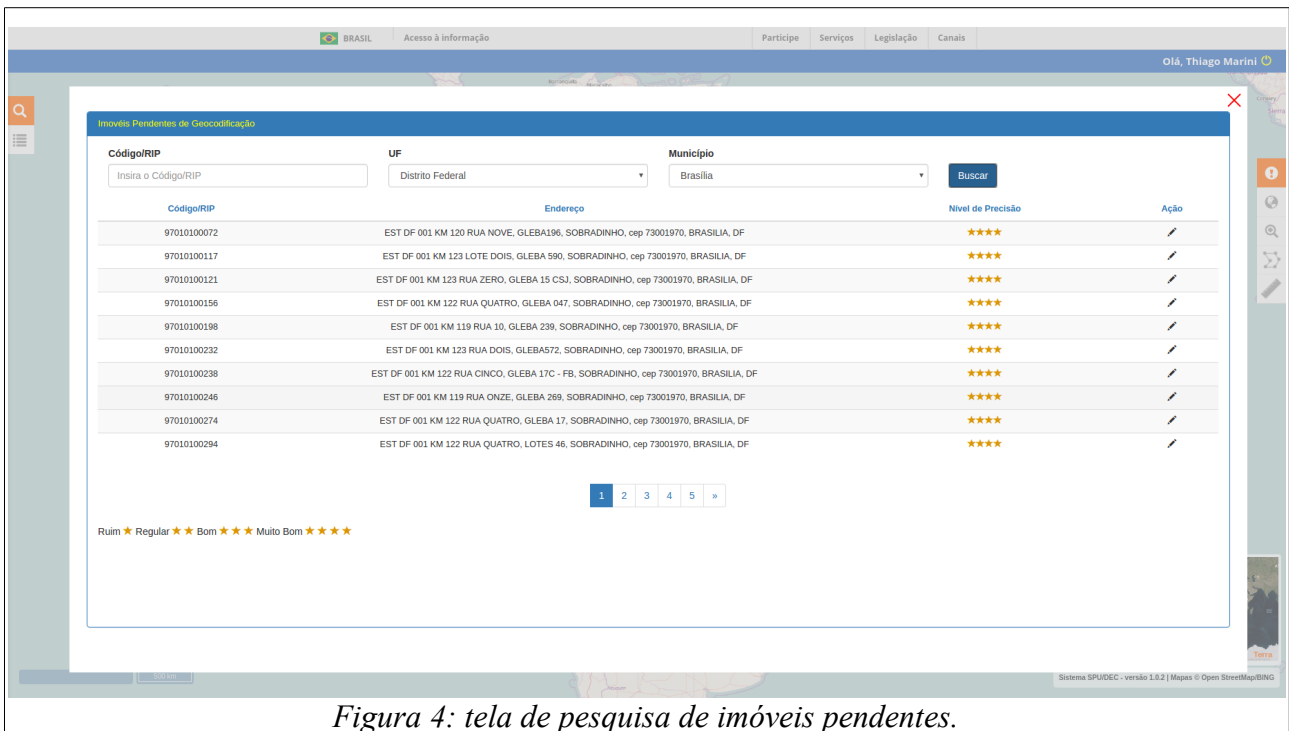 BRASIL Acesso à informação Participe Serviços Legislação Canais
Olá, Thiago Marini
Imovéis Pendentes de Geocodificação
Código/RIP UF Município
Insira o Código/RIP Distrito Federal Brasília Buscar
Código/RIP Endereço Nível de Precisão Ação
97010100072 EST DF 001 KM 120 RUA NOVE, GLEBA196, SOBRADINHO, cep 73001970, BRASILIA, DF
97010100117 EST DF 001 KM 123 LOTE DOIS, GLEBA 590, SOBRADINHO, cep 73001970, BRASILIA, DF
97010100121 EST DF 001 KM 123 RUA ZERO, GLEBA 15 CSJ, SOBRADINHO, cep 73001970, BRASILIA, DF
97010100156 EST DF 001 KM 122 RUA QUATRO, GLEBA 047, SOBRADINHO, cep 73001970, BRASILIA, DF
97010100198 EST DF 001 KM 119 RUA 10, GLEBA 239, SOBRADINHO, cep 73001970, BRASILIA, DF
97010100232 EST DF 001 KM 123 RUA DOIS, GLEBA572, SOBRADINHO, cep 73001970, BRASILIA, DF
97010100238 EST DF 001 KM 122 RUA CINCO, GLEBA 17C - FB, SOBRADINHO, cep 73001970, BRASILIA, DF
97010100246 EST DF 001 KM 119 RUA ONZE, GLEBA 269, SOBRADINHO, cep 73001970, BRASILIA, DF
97010100274 EST DF 001 KM 122 RUA QUATRO, GLEBA 17, SOBRADINHO, cep 73001970, BRASILIA, DF
97010100294 EST DF 001 KM 122 RUA QUATRO, LOTES 46, SOBRADINHO, cep 73001970, BRASILIA, DF
1 2 3 4 5 »
Ruim ★ Regular ★ ★ Bom ★ ★ ★ Muito Bom ★ ★ ★ ★
Terra
500 km
Sistema SPU/DEC - versão 1.0.2 | Mapas © Open StreetMap/BING
Figura 4: tela de pesquisa de imóveis pendentes.